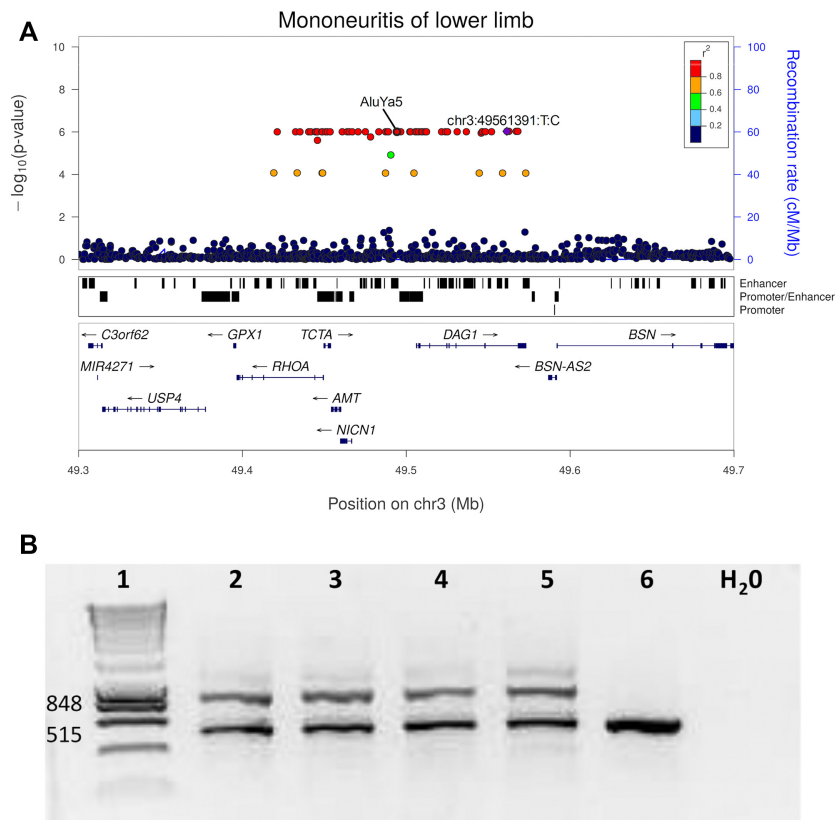 A
Mononeuritis of lower limb
10
8
6
4
2
0
− log10(p-value)
100
80
60
40
20
0
Recombination rate (cM/Mb)
r2
0.8
0.6
0.4
0.2
AluYa5
chr3:49561391:T:C
Enhancer
Promoter/Enhancer
Promoter
C3orf62
GPX1
TCTA
DAG1
BSN
MIR4271
RHOA
BSN-AS2
USP4
AMT
NICN1
49.3
49.4
49.5
49.6
49.7
Position on chr3 (Mb)
B
1 2 3 4 5 6 H20
848
515